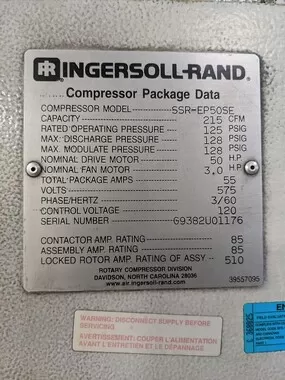 IR INGERSOLL-RAND®
Compressor Package Data
COMPRESSOR MODEL SSR-EP50SE
CAPACITY 215 CFM
RATED OPERATING PRESSURE 125 PSIG
MAX. DISCHARGE PRESSURE 128 PSIG
MAX. MODULATE PRESSURE 128 PSIG
NOMINAL DRIVE MOTOR 50 H.P.
NOMINAL FAN MOTOR 3.0 H.P.
TOTAL PACKAGE AMPS 55
VOLTS 575
PHASE/HERTZ 3/60
CONTROL VOLTAGE 120
SERIAL NUMBER G9382U01176
CONTACTOR AMP. RATING 85
ASSEMBLY AMP. RATING 85
LOCKED ROTOR AMP. RATING OF ASSY 510
ROTARY COMPRESSOR DIVISION
DAVIDSON, NORTH CAROLINA 28036
www.air.ingersoll-rand.com
39557095
WARNING: DISCONNECT SUPPLY BEFORE
SERVICING
AVERTISSEMENT: COUPER L'ALIMENTATION
AVANT L'ENTRETIEN ET LE DEPANNAGE